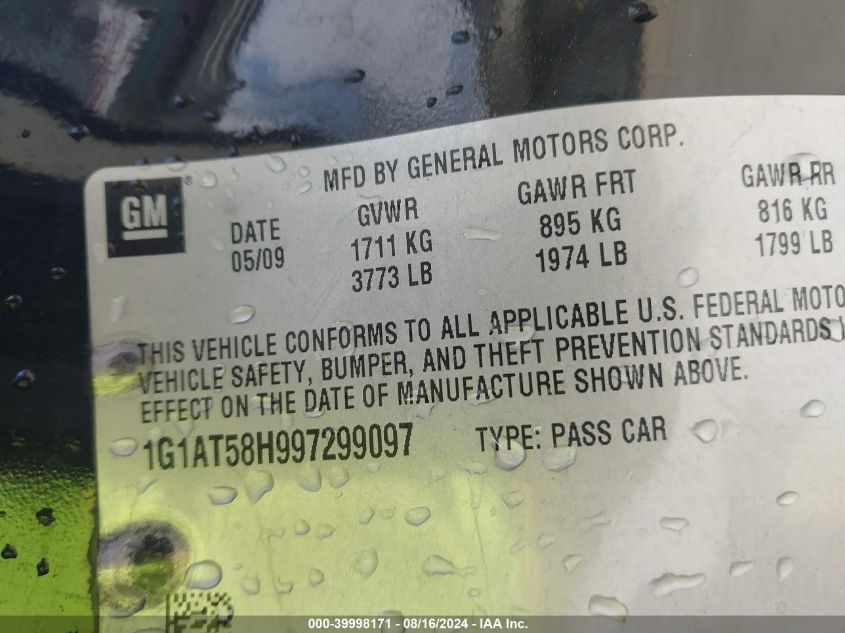 MFD BY GENERAL MOTORS CORP.
GM®
DATE GVWR GAWR FRT GAWR RR
05/09 1711 KG 895 KG 816 KG
3773 LB 1974 LB 1799 LB
THIS VEHICLE CONFORMS TO ALL APPLICABLE U.S. FEDERAL MOTO
VEHICLE SAFETY, BUMPER, AND THEFT PREVENTION STANDARDS I
EFFECT ON THE DATE OF MANUFACTURE SHOWN ABOVE.
1G1AT58H997299097 TYPE: PASS CAR
000-39998171 - 08/16/2024 - IAA Inc.